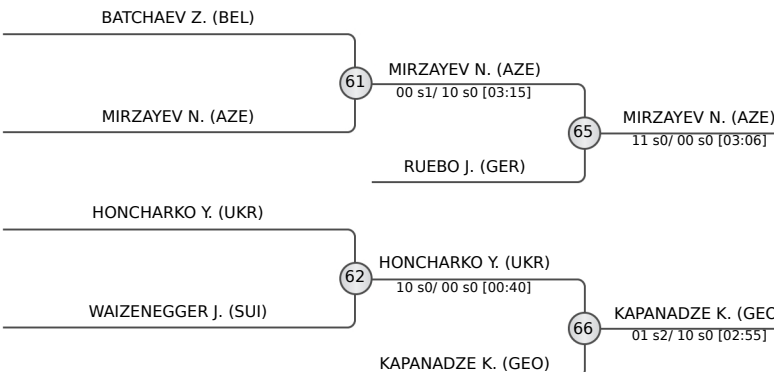 BATCHAEV Z. (BEL)
61
MIRZAYEV N. (AZE)
00 s1/ 10 s0 [03:15]
MIRZAYEV N. (AZE)
65
MIRZAYEV N. (AZE)
11 s0/ 00 s0 [03:06]
RUEBO J. (GER)
HONCHARKO Y. (UKR)
62
HONCHARKO Y. (UKR)
10 s0/ 00 s0 [00:40]
WAIZENEGGER J. (SUI)
66
KAPANADZE K. (GEO
01 s2/ 10 s0 [02:55]
KAPANADZE K. (GEO)